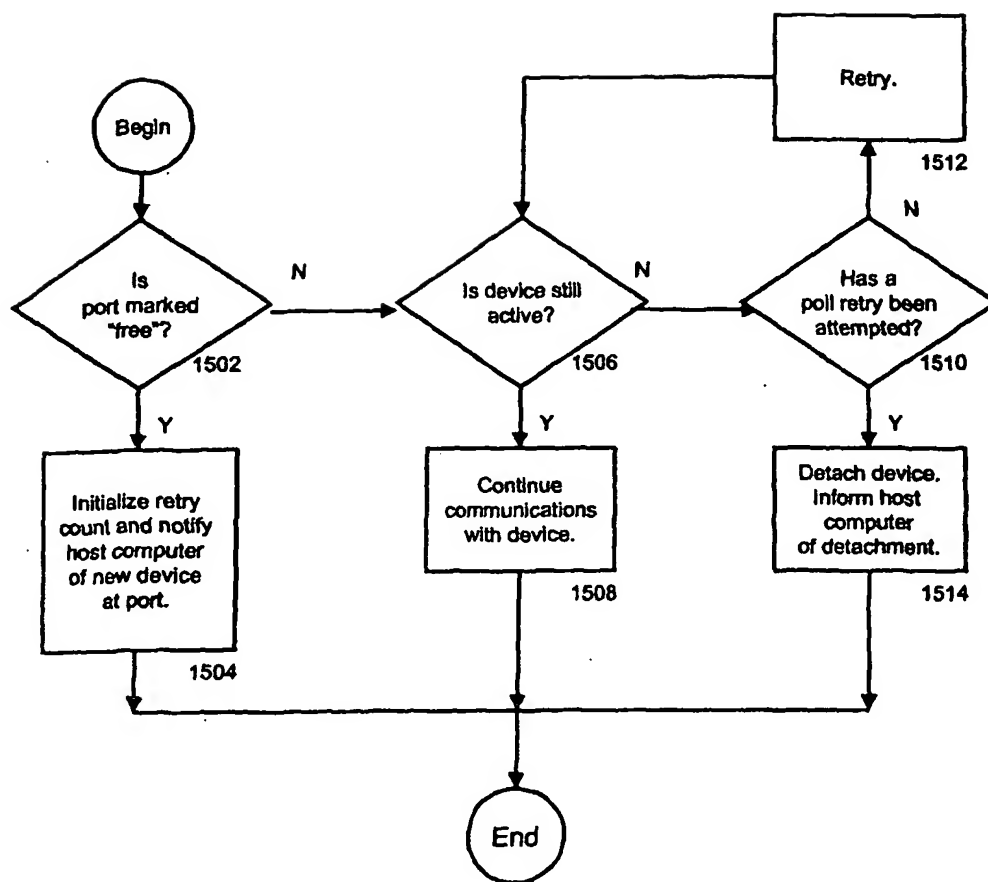 Begin
Is
port marked
"free"?
1502
N
Y
Initialize retry
count and notify
host computer
of new device
at port.
1504
Is device still
active?
1506
N
Y
Continue
communications
with device.
1508
Has a
poll retry been
attempted?
1510
N
Retry.
1512
Y
Detach device.
Inform host
computer
of detachment.
1514
End